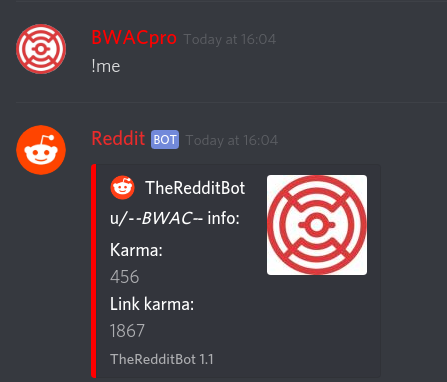 BWACpro Today at 16:04
!me
Reddit BOT Today at 16:04
TheRedditBot
u/--BWAC-- info:
Karma:
456
Link karma:
1867
TheRedditBot 1.1